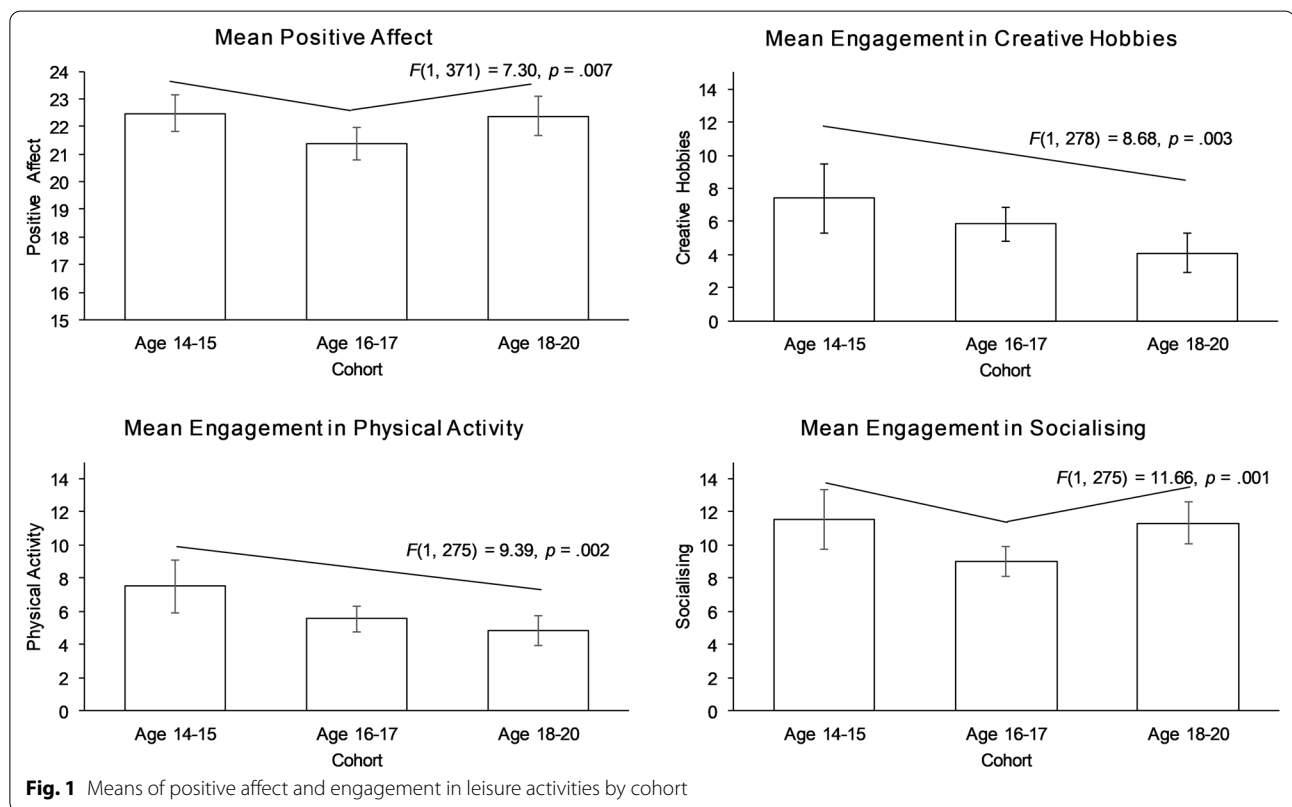 Mean Positive Affect
F(1, 371) = 7.30, p = .007
Positive Affect
24
23
22
21
20
19
18
17
16
15
Age 14-15
Age 16-17
Age 18-20
Cohort
Mean Engagement in Creative Hobbies
F(1, 278) = 8.68, p = .003
Creative Hobbies
14
12
10
8
6
4
2
0
Age 14-15
Age 16-17
Age 18-20
Cohort
Mean Engagement in Physical Activity
F(1, 275) = 9.39, p = .002
Physical Activity
14
12
10
8
6
4
2
0
Age 14-15
Age 16-17
Age 18-20
Cohort
Mean Engagement in Socialising
F(1, 275) = 11.66, p = .001
Socialising
14
12
10
8
6
4
2
0
Age 14-15
Age 16-17
Age 18-20
Cohort
Fig. 1 Means of positive affect and engagement in leisure activities by cohort